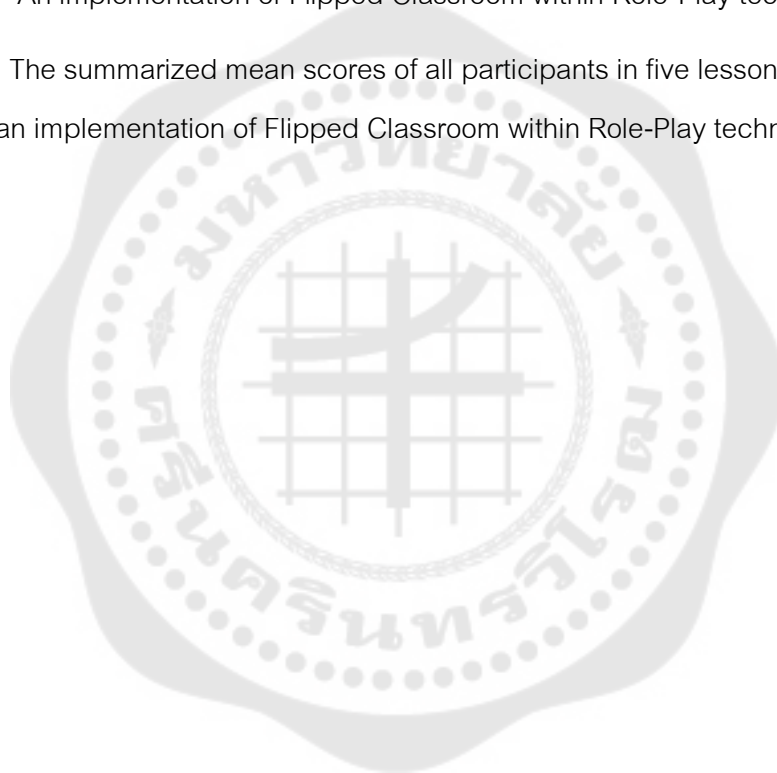 An implementation of Flipped Classroom within Role-Play tec
The summarized mean scores of all participants in five lesson
an implementation of Flipped Classroom within Role-Play techn
มหาวิทยาลัย
ศรีนครินทรวิโรฒ